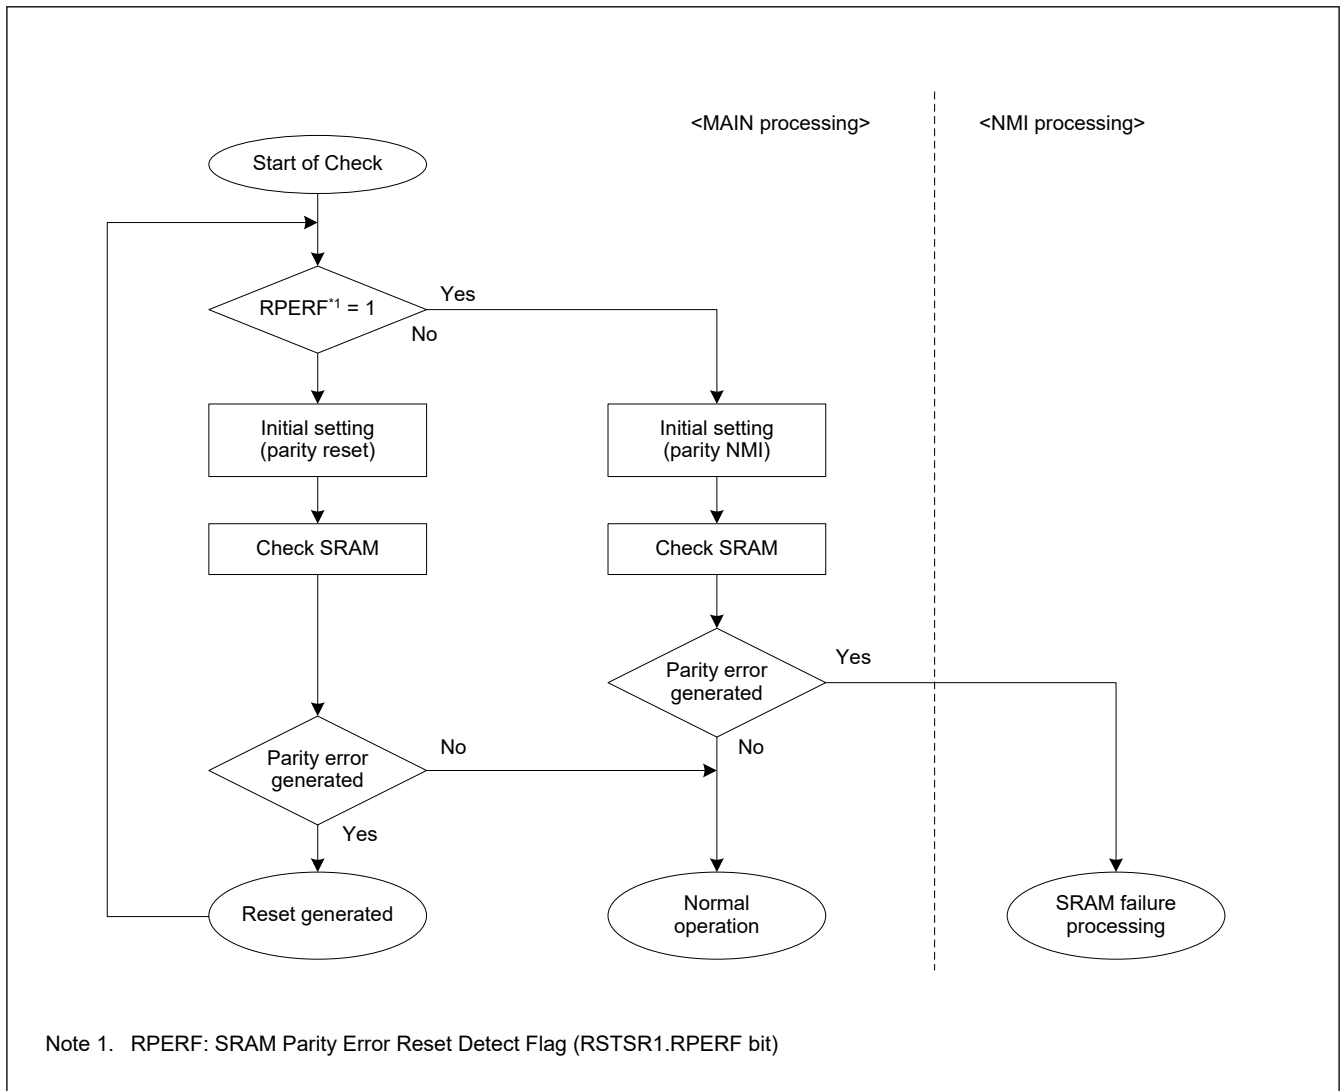 <MAIN processing>
<NMI processing>
Start of Check
RPERF*1 = 1
Yes
No
Initial setting
(parity reset)
Initial setting
(parity NMI)
Check SRAM
Check SRAM
Parity error
generated
Yes
No
Parity error
generated
No
Yes
Reset generated
Normal
operation
SRAM failure
processing
Note 1. RPERF: SRAM Parity Error Reset Detect Flag (RSTSR1.RPERF bit)